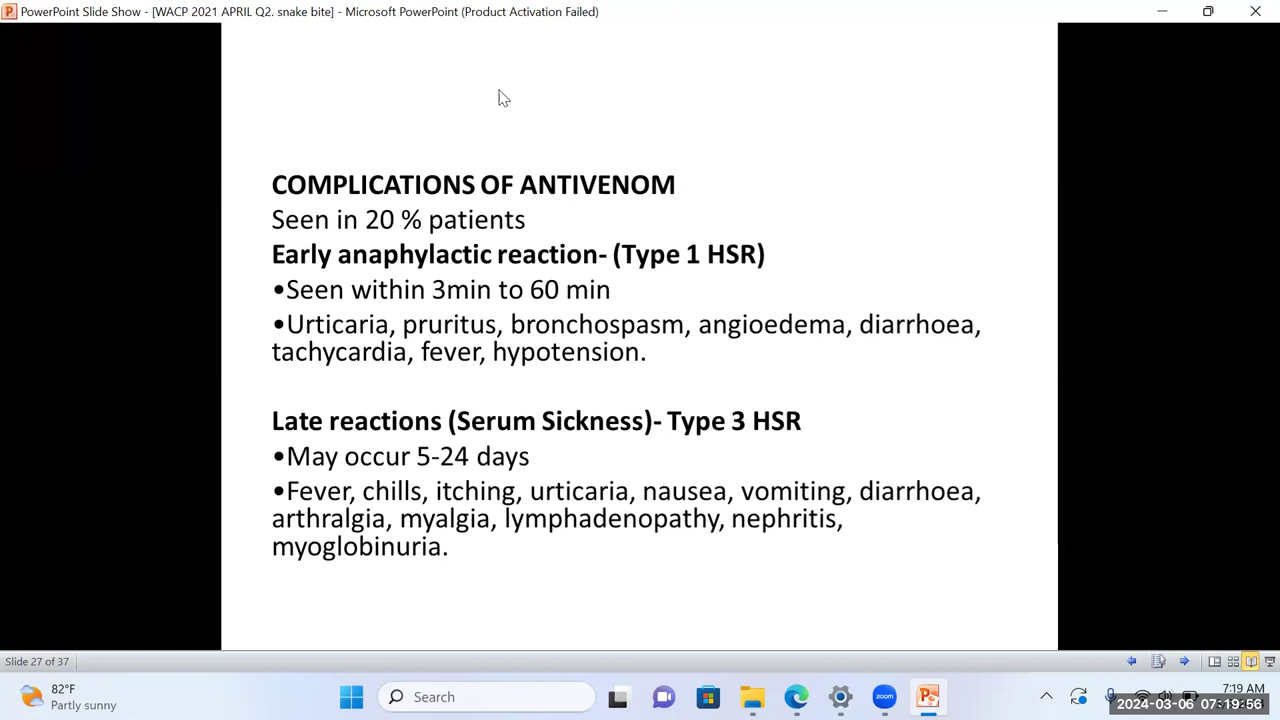 PowerPoint Slide Show - [WACP 2021 APRIL Q2. snake bite] - Microsoft PowerPoint (Product Activation Failed)
COMPLICATIONS OF ANTIVENOM
Seen in 20 % patients
Early anaphylactic reaction- (Type 1 HSR)
•Seen within 3min to 60 min
•Urticaria, pruritus, bronchospasm, angioedema, diarrhoea,
tachycardia, fever, hypotension.
Late reactions (Serum Sickness)- Type 3 HSR
•May occur 5-24 days
•Fever, chills, itching, urticaria, nausea, vomiting, diarrhoea,
arthralgia, myalgia, lymphadenopathy, nephritis,
myoglobinuria.
Slide 27 of 37
82°F
Partly sunny
Search
zoom
7:19 AM
2024-03-06 07:19:56